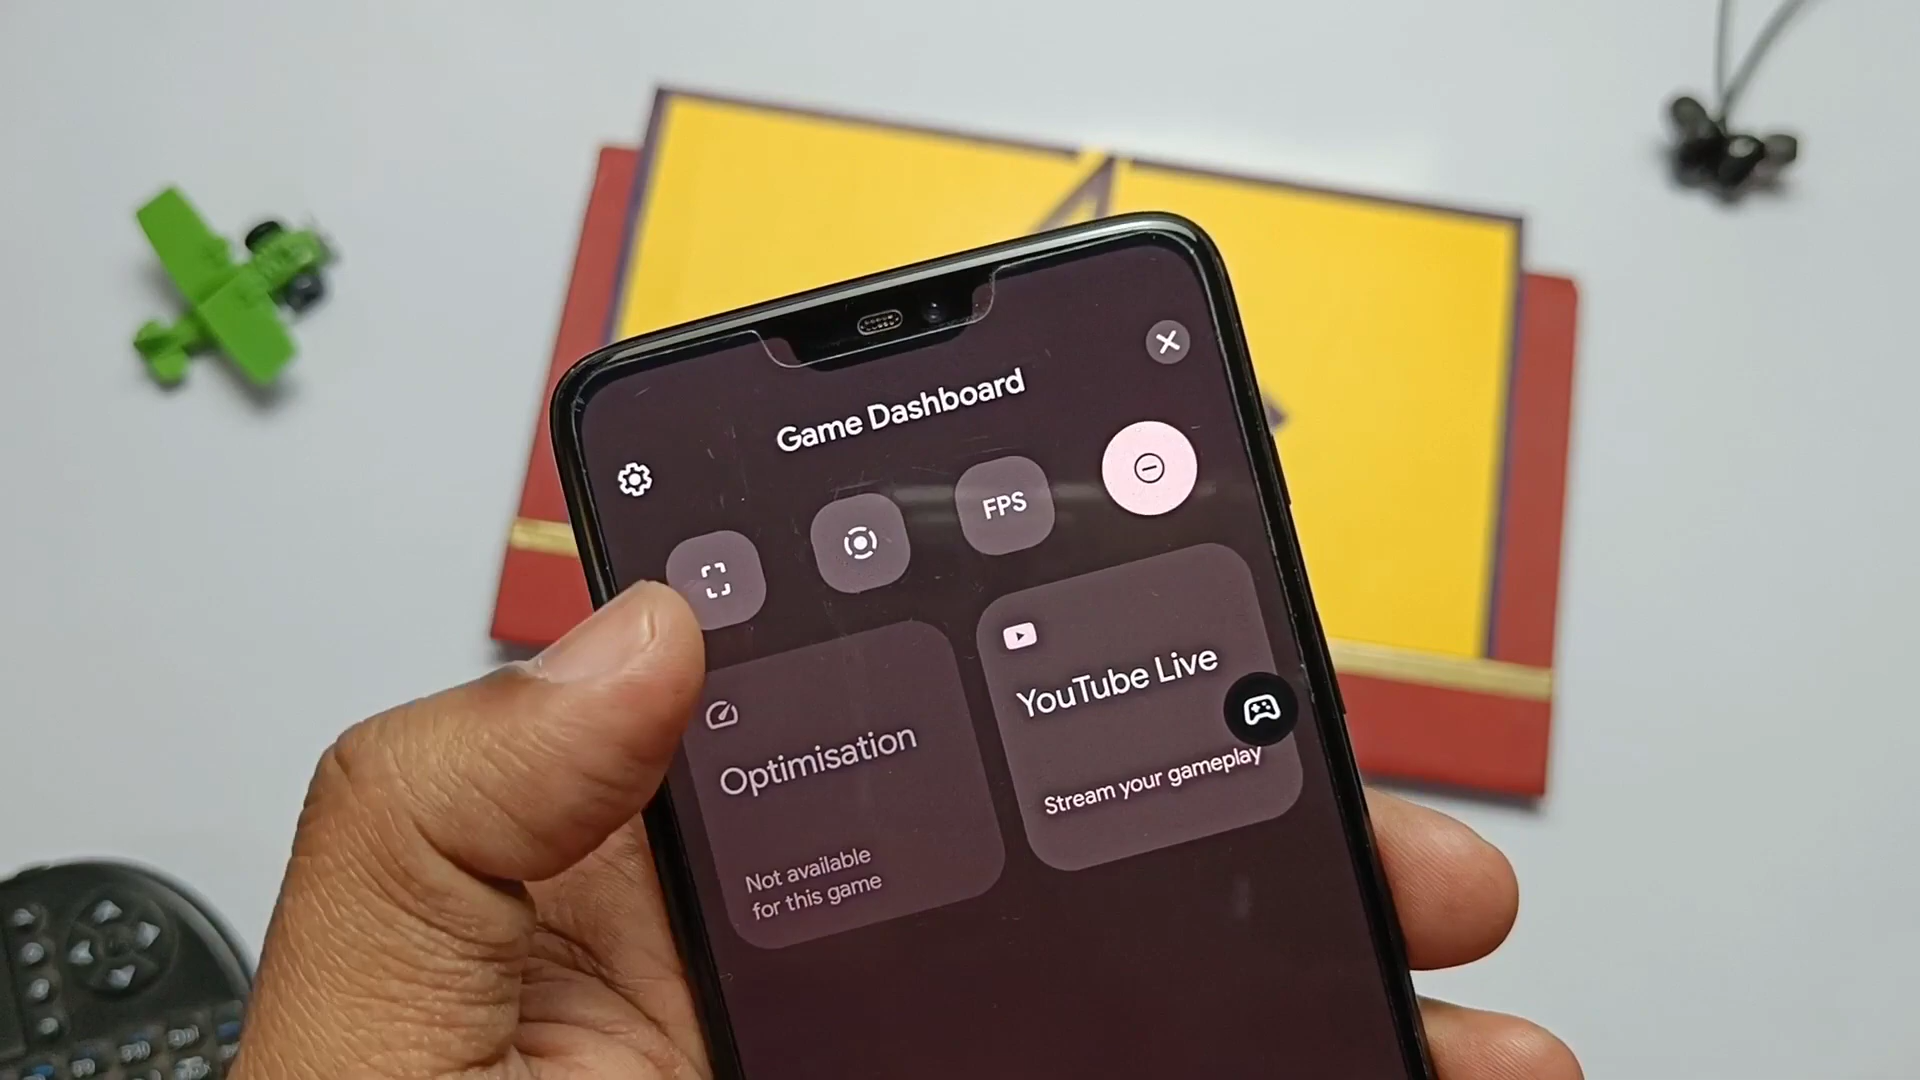 Game Dashboard
FPS
Optimisation
Not available
for this game
YouTube Live
Stream your gameplay